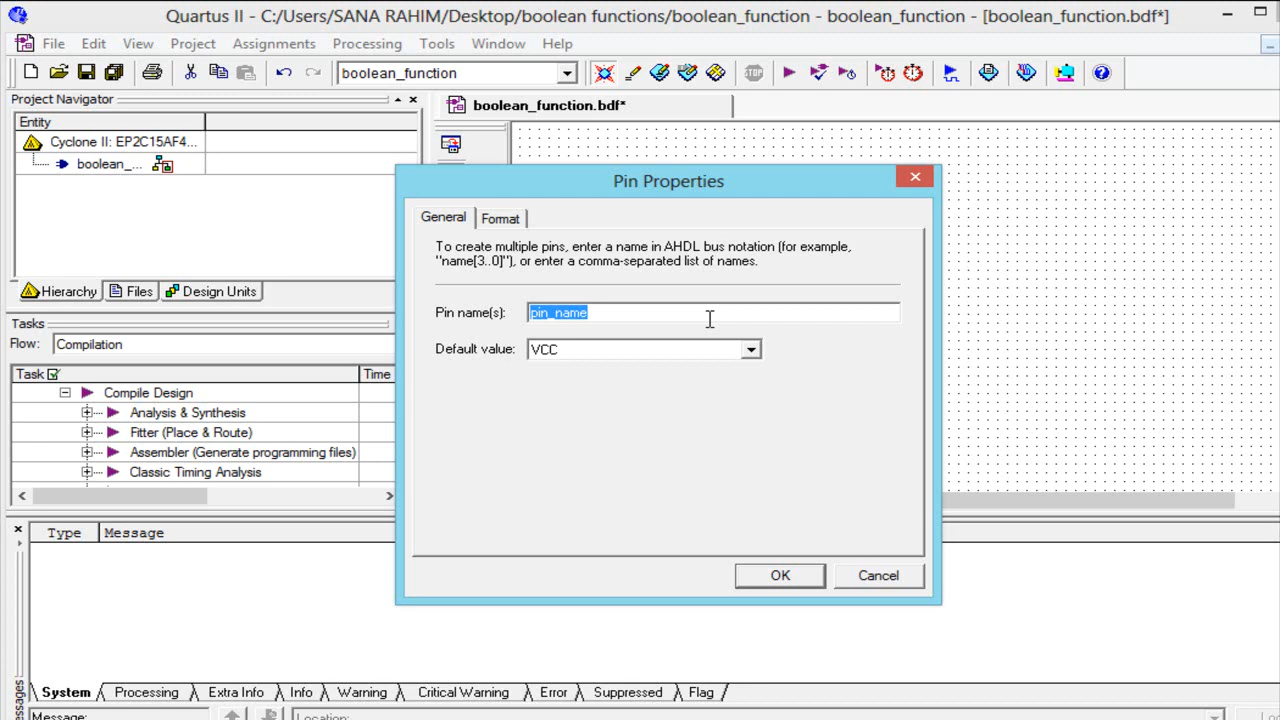 Quartus II - C:/Users/SANA RAHIM/Desktop/boolean functions/boolean_function - boolean_function - [boolean_function.bdf*]
File Edit View Project Assignments Processing Tools Window Help
boolean_function
STOP
Project Navigator
boolean_function.bdf*
Entity
Cyclone II: EP2C15AF4...
boolean_...
Hierarchy Files Design Units
Tasks
Flow: Compilation
Task Time
Compile Design
Analysis & Synthesis
Fitter (Place & Route)
Assembler (Generate programming files)
Classic Timing Analysis
Pin Properties
General Format
To create multiple pins, enter a name in AHDL bus notation (for example,
"name[3..0]"), or enter a comma-separated list of names.
Pin name(s): pin_name
Default value: VCC
OK Cancel
Type Message
System Processing Extra Info Info Warning Critical Warning Error Suppressed Flag
Messages
Message: Location: